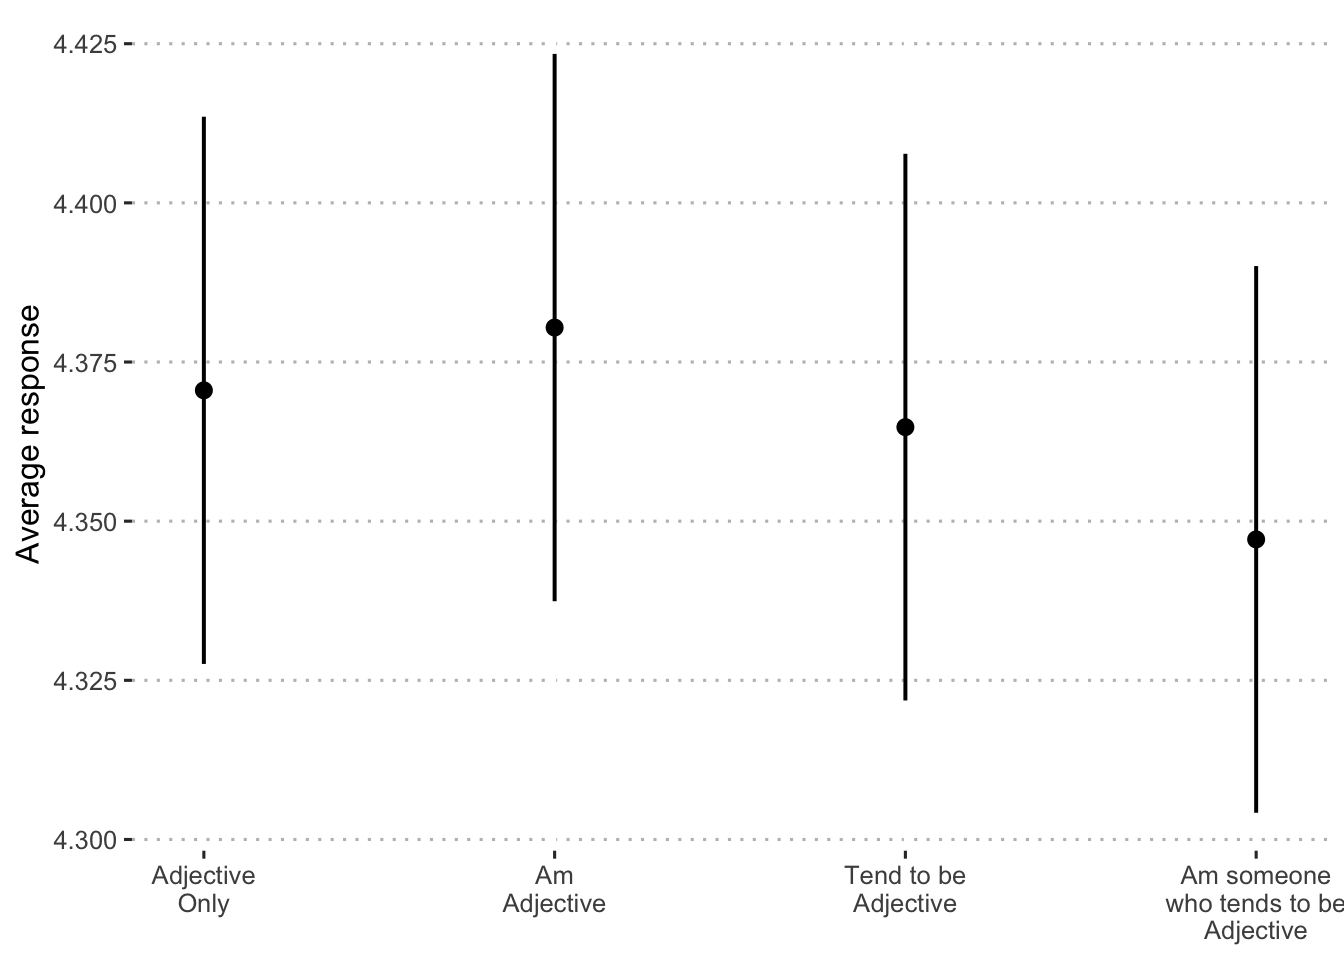 4.425
4.400
4.375
4.350
4.325
4.300
Average response
Adjective
Only
Am
Adjective
Tend to be
Adjective
Am someone
who tends to be
Adjective